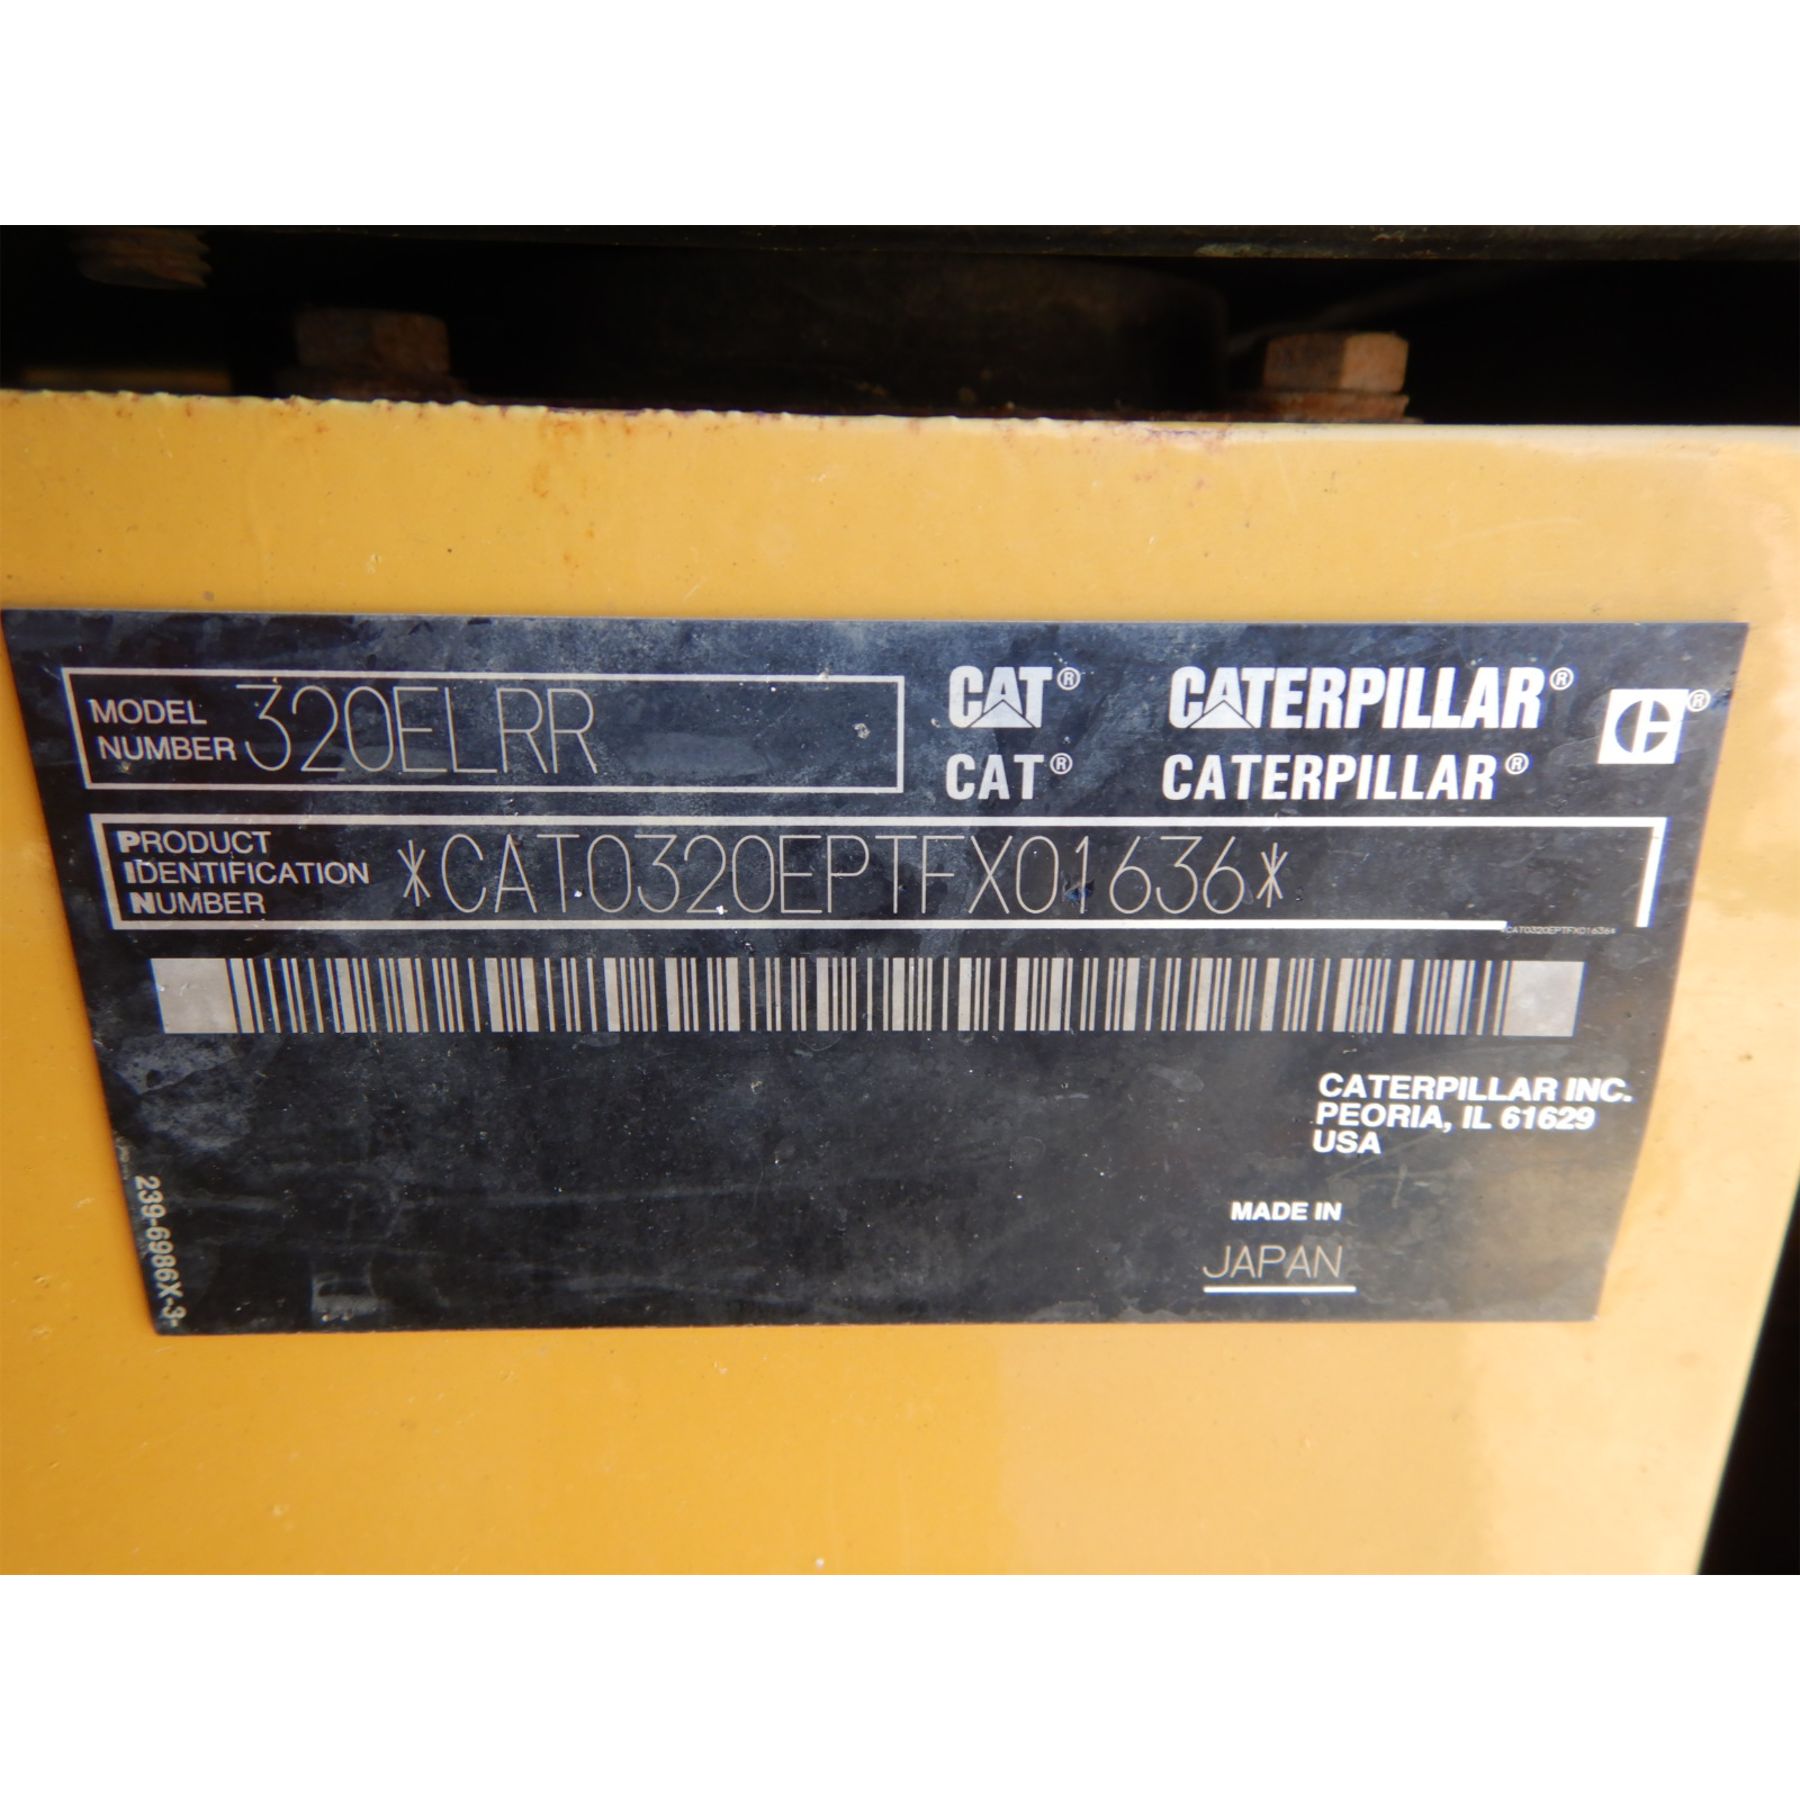 MODEL NUMBER 320ELRR
CAT® CATERPILLAR® C®
CAT® CATERPILLAR®
PRODUCT IDENTIFICATION NUMBER *CAT0320EPTFX01636*
*CAT0320EPTFX01636*
CATERPILLAR INC.
PEORIA, IL 61629
USA
MADE IN
JAPAN
239-6986X-3